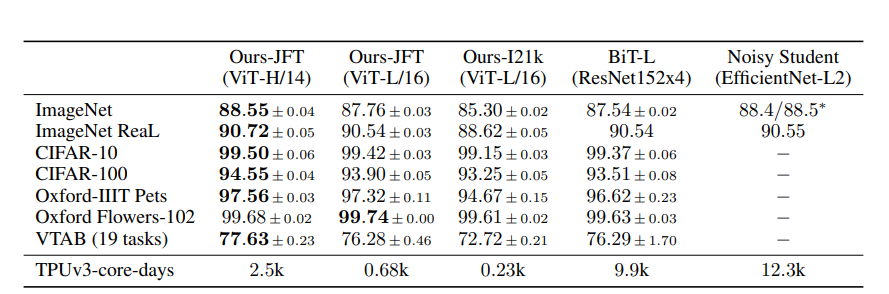 Ours-JFT Ours-JFT Ours-I21k BiT-L Noisy Student
(ViT-H/14) (ViT-L/16) (ViT-L/16) (ResNet152x4) (EfficientNet-L2)
ImageNet 88.55 ± 0.04 87.76 ± 0.03 85.30 ± 0.02 87.54 ± 0.02 88.4/88.5*
ImageNet ReaL 90.72 ± 0.05 90.54 ± 0.03 88.62 ± 0.05 90.54 90.55
CIFAR-10 99.50 ± 0.06 99.42 ± 0.03 99.15 ± 0.03 99.37 ± 0.06 −
CIFAR-100 94.55 ± 0.04 93.90 ± 0.05 93.25 ± 0.05 93.51 ± 0.08 −
Oxford-IIIT Pets 97.56 ± 0.03 97.32 ± 0.11 94.67 ± 0.15 96.62 ± 0.23 −
Oxford Flowers-102 99.68 ± 0.02 99.74 ± 0.00 99.61 ± 0.02 99.63 ± 0.03 −
VTAB (19 tasks) 77.63 ± 0.23 76.28 ± 0.46 72.72 ± 0.21 76.29 ± 1.70 −
TPUv3-core-days 2.5k 0.68k 0.23k 9.9k 12.3k